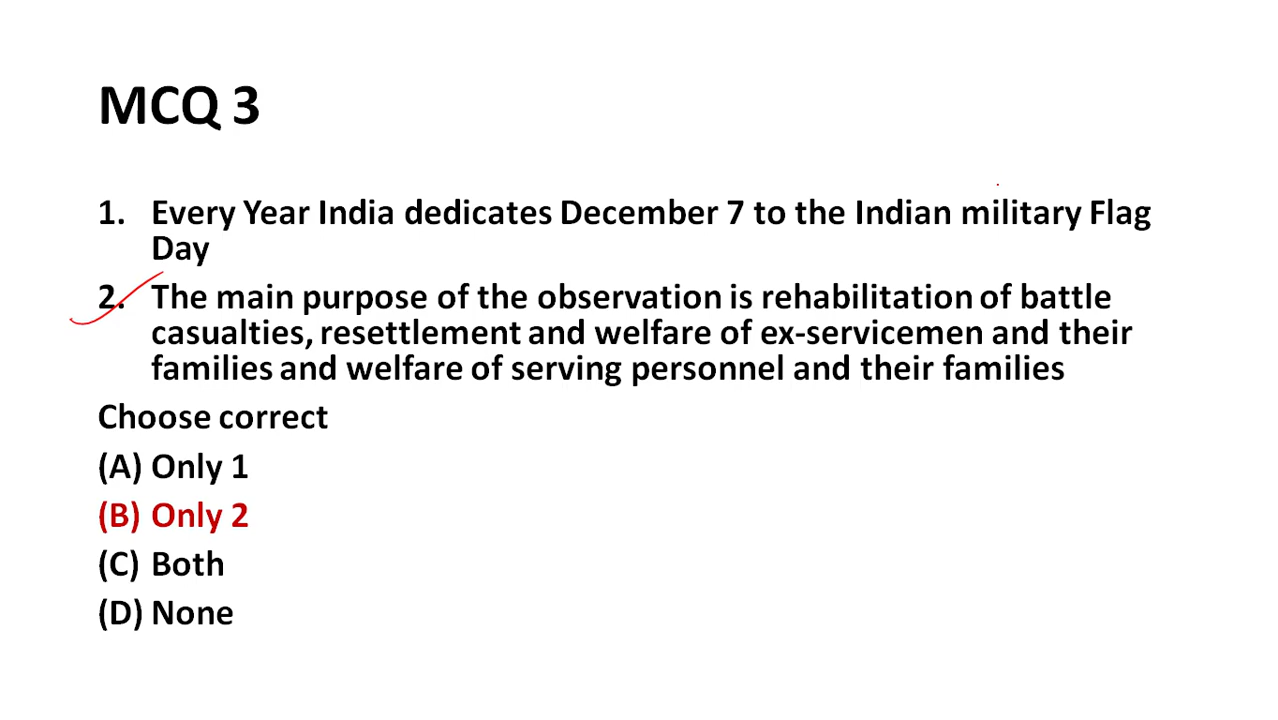 MCQ 3
1. Every Year India dedicates December 7 to the Indian military Flag
Day
2. The main purpose of the observation is rehabilitation of battle
casualties, resettlement and welfare of ex-servicemen and their
families and welfare of serving personnel and their families
Choose correct
(A) Only 1
(B) Only 2
(C) Both
(D) None